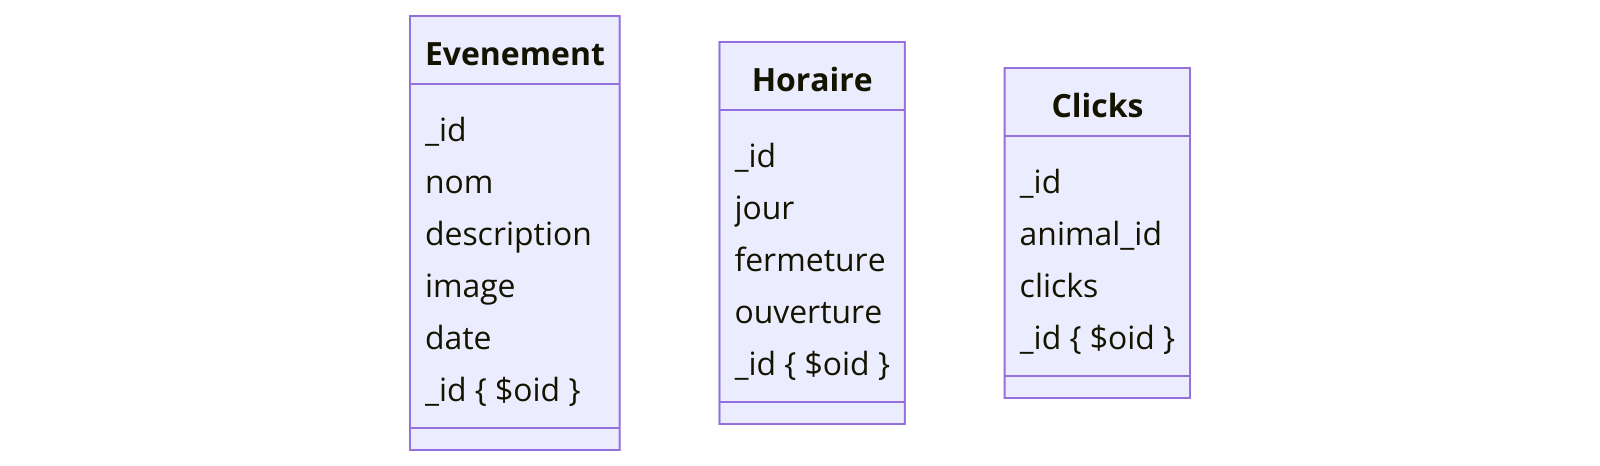 Evenement
_id
nom
description
image
date
_id { $oid }
Horaire
_id
jour
fermeture
ouverture
_id { $oid }
Clicks
_id
animal_id
clicks
_id { $oid }